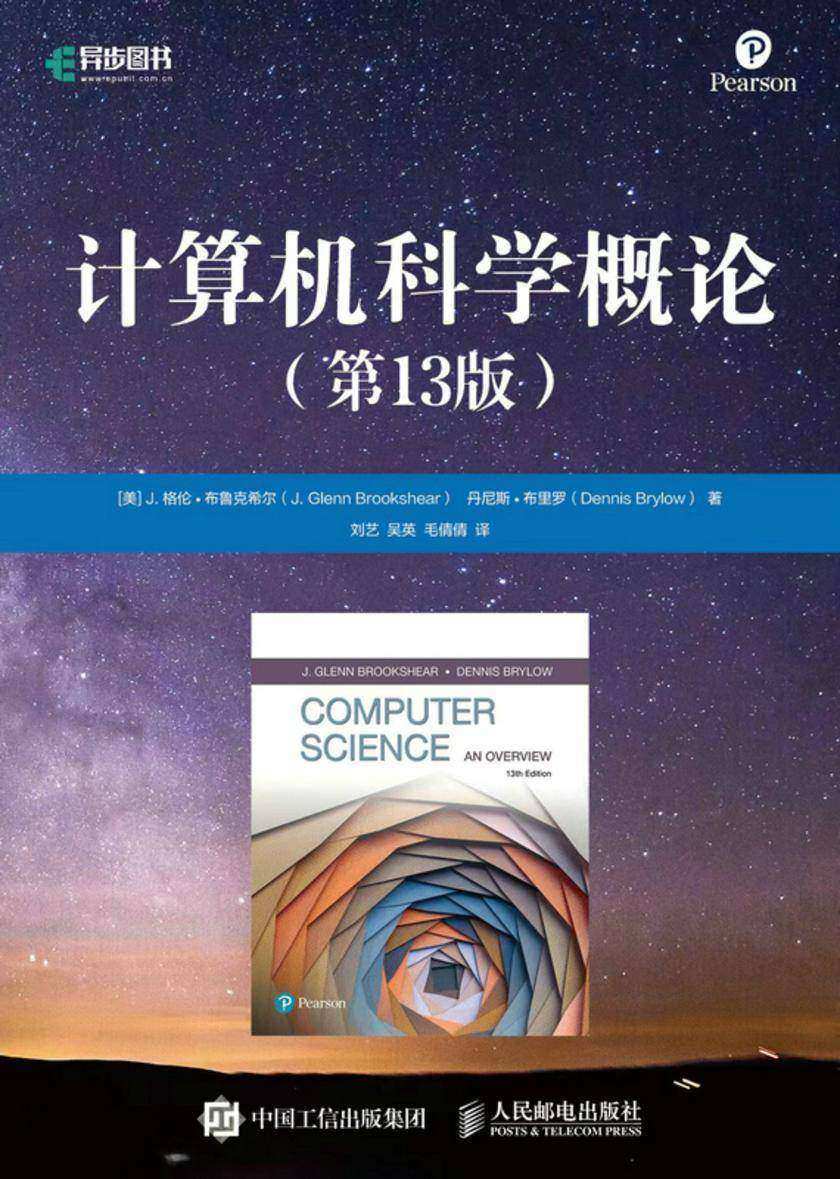 异步图书
www.epubit.com.cn
Pearson
计算机科学概论
（第13版）
[美] J. 格伦·布鲁克希尔（J. Glenn Brookshear） 丹尼斯·布里罗（Dennis Brylow） 著
刘艺 吴英 毛倩倩 译
J. GLENN BROOKSHEAR • DENNIS BRYLOW
COMPUTER
SCIENCE AN OVERVIEW
13th Edition
Pearson
中国工信出版集团
人民邮电出版社
POSTS & TELECOM PRESS